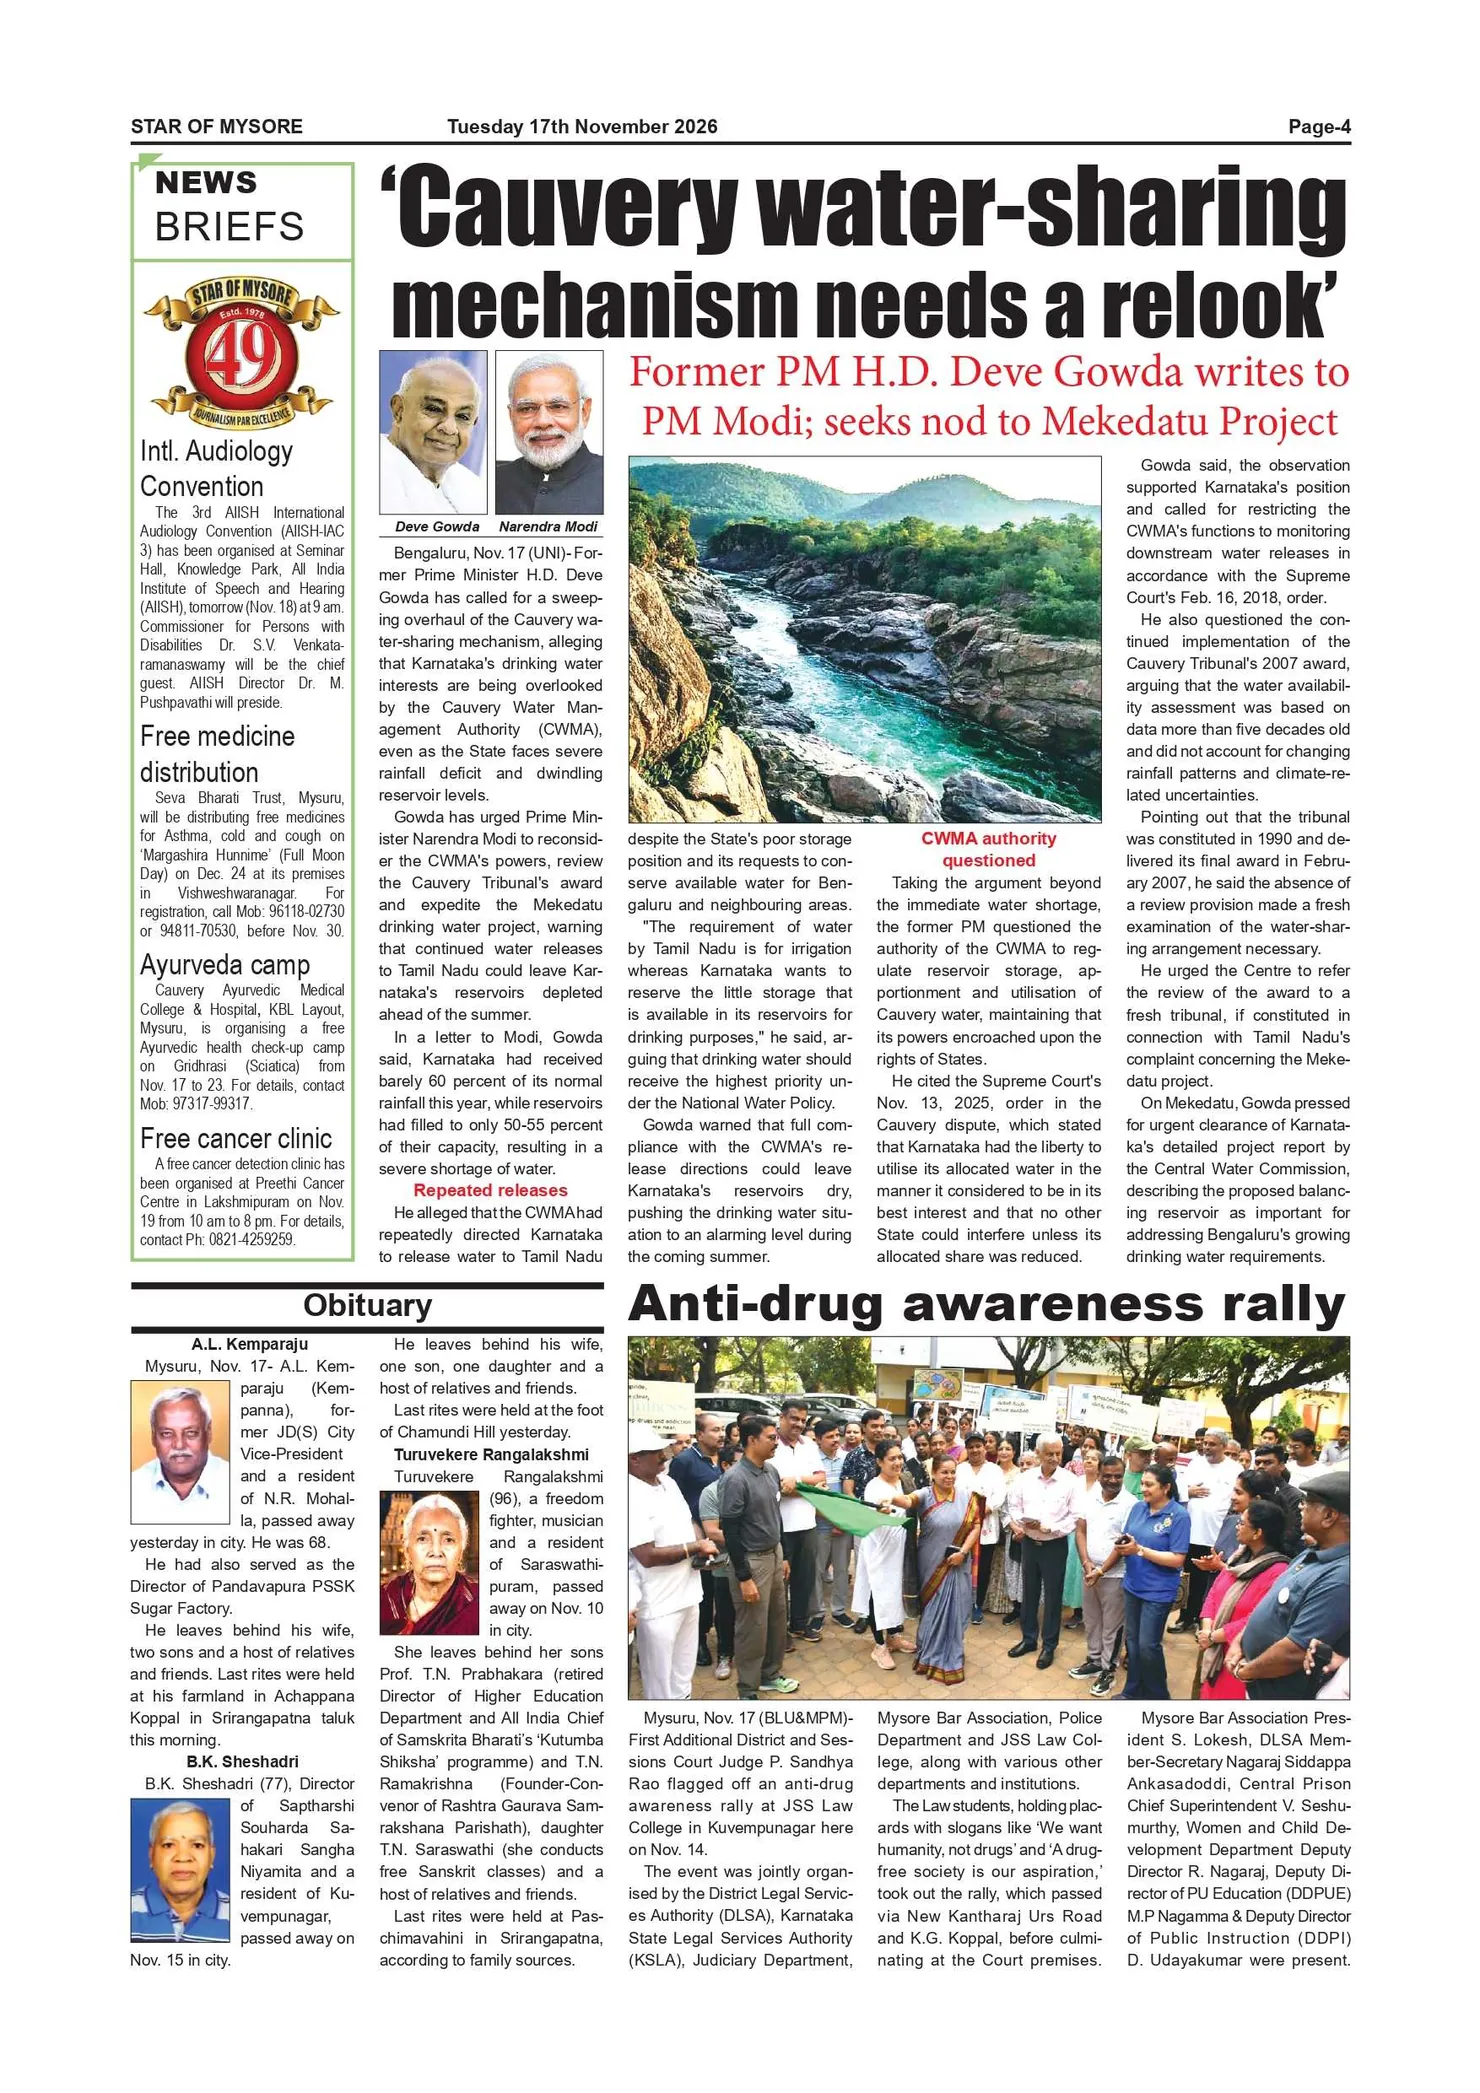 STAR OF MYSORE
Tuesday 17th November 2026
Page-4
NEWS
BRIEFS
STAR OF MYSORE
Estd. 1978
49
JOURNALISM PAR EXCELLENCE
Intl. Audiology
Convention
The 3rd AIISH International
Audiology Convention (AIISH-IAC
3) has been organised at Seminar
Hall, Knowledge Park, All India
Institute of Speech and Hearing
(AIISH), tomorrow (Nov. 18) at 9 am.
Commissioner for Persons with
Disabilities Dr. S.V. Venkata-
ramanaswamy will be the chief
guest. AIISH Director Dr. M.
Pushpavathi will preside.
Free medicine
distribution
Seva Bharati Trust, Mysuru,
will be distributing free medicines
for Asthma, cold and cough on
‘Margashira Hunnime’ (Full Moon
Day) on Dec. 24 at its premises
in Vishweshwaranagar. For
registration, call Mob: 96118-02730
or 94811-70530, before Nov. 30.
Ayurveda camp
Cauvery Ayurvedic Medical
College & Hospital, KBL Layout,
Mysuru, is organising a free
Ayurvedic health check-up camp
on Gridhrasi (Sciatica) from
Nov. 17 to 23. For details, contact
Mob: 97317-99317.
Free cancer clinic
A free cancer detection clinic has
been organised at Preethi Cancer
Centre in Lakshmipuram on Nov.
19 from 10 am to 8 pm. For details,
contact Ph: 0821-4259259.
‘Cauvery water-sharing
mechanism needs a relook’
Former PM H.D. Deve Gowda writes to
PM Modi; seeks nod to Mekedatu Project
Deve Gowda
Narendra Modi
Bengaluru, Nov. 17 (UNI)- For-
mer Prime Minister H.D. Deve
Gowda has called for a sweep-
ing overhaul of the Cauvery wa-
ter-sharing mechanism, alleging
that Karnataka's drinking water
interests are being overlooked
by the Cauvery Water Man-
agement Authority (CWMA),
even as the State faces severe
rainfall deficit and dwindling
reservoir levels.
Gowda has urged Prime Min-
ister Narendra Modi to reconsid-
er the CWMA's powers, review
the Cauvery Tribunal's award
and expedite the Mekedatu
drinking water project, warning
that continued water releases
to Tamil Nadu could leave Kar-
nataka's reservoirs depleted
ahead of the summer.
In a letter to Modi, Gowda
said, Karnataka had received
barely 60 percent of its normal
rainfall this year, while reservoirs
had filled to only 50-55 percent
of their capacity, resulting in a
severe shortage of water.
Repeated releases
He alleged that the CWMA had
repeatedly directed Karnataka
to release water to Tamil Nadu
despite the State's poor storage
position and its requests to con-
serve available water for Ben-
galuru and neighbouring areas.
"The requirement of water
by Tamil Nadu is for irrigation
whereas Karnataka wants to
reserve the little storage that
is available in its reservoirs for
drinking purposes," he said, ar-
guing that drinking water should
receive the highest priority un-
der the National Water Policy.
Gowda warned that full com-
pliance with the CWMA's re-
lease directions could leave
Karnataka's reservoirs dry,
pushing the drinking water situ-
ation to an alarming level during
the coming summer.
CWMA authority
questioned
Taking the argument beyond
the immediate water shortage,
the former PM questioned the
authority of the CWMA to reg-
ulate reservoir storage, ap-
portionment and utilisation of
Cauvery water, maintaining that
its powers encroached upon the
rights of States.
He cited the Supreme Court's
Nov. 13, 2025, order in the
Cauvery dispute, which stated
that Karnataka had the liberty to
utilise its allocated water in the
manner it considered to be in its
best interest and that no other
State could interfere unless its
allocated share was reduced.
Gowda said, the observation
supported Karnataka's position
and called for restricting the
CWMA's functions to monitoring
downstream water releases in
accordance with the Supreme
Court's Feb. 16, 2018, order.
He also questioned the con-
tinued implementation of the
Cauvery Tribunal's 2007 award,
arguing that the water availabil-
ity assessment was based on
data more than five decades old
and did not account for changing
rainfall patterns and climate-re-
lated uncertainties.
Pointing out that the tribunal
was constituted in 1990 and de-
livered its final award in Febru-
ary 2007, he said the absence of
a review provision made a fresh
examination of the water-shar-
ing arrangement necessary.
He urged the Centre to refer
the review of the award to a
fresh tribunal, if constituted in
connection with Tamil Nadu's
complaint concerning the Meke-
datu project.
On Mekedatu, Gowda pressed
for urgent clearance of Karnata-
ka's detailed project report by
the Central Water Commission,
describing the proposed balanc-
ing reservoir as important for
addressing Bengaluru's growing
drinking water requirements.
Obituary
A.L. Kemparaju
Mysuru, Nov. 17- A.L. Kem-
paraju (Kem-
panna), for-
mer JD(S) City
Vice-President
and a resident
of N.R. Mohal-
la, passed away
yesterday in city. He was 68.
He had also served as the
Director of Pandavapura PSSK
Sugar Factory.
He leaves behind his wife,
two sons and a host of relatives
and friends. Last rites were held
at his farmland in Achappana
Koppal in Srirangapatna taluk
this morning.
B.K. Sheshadri
B.K. Sheshadri (77), Director
of Saptharshi
Souharda Sa-
hakari Sangha
Niyamita and a
resident of Ku-
vempunagar,
passed away on
Nov. 15 in city.
He leaves behind his wife,
one son, one daughter and a
host of relatives and friends.
Last rites were held at the foot
of Chamundi Hill yesterday.
Turuvekere Rangalakshmi
Turuvekere Rangalakshmi
(96), a freedom
fighter, musician
and a resident
of Saraswathi-
puram, passed
away on Nov. 10
in city.
She leaves behind her sons
Prof. T.N. Prabhakara (retired
Director of Higher Education
Department and All India Chief
of Samskrita Bharati’s ‘Kutumba
Shiksha’ programme) and T.N.
Ramakrishna (Founder-Con-
venor of Rashtra Gaurava Sam-
rakshana Parishath), daughter
T.N. Saraswathi (she conducts
free Sanskrit classes) and a
host of relatives and friends.
Last rites were held at Pas-
chimavahini in Srirangapatna,
according to family sources.
Anti-drug awareness rally
Mysuru, Nov. 17 (BLU&MPM)-
First Additional District and Ses-
sions Court Judge P. Sandhya
Rao flagged off an anti-drug
awareness rally at JSS Law
College in Kuvempunagar here
on Nov. 14.
The event was jointly organ-
ised by the District Legal Servic-
es Authority (DLSA), Karnataka
State Legal Services Authority
(KSLA), Judiciary Department,
Mysore Bar Association, Police
Department and JSS Law Col-
lege, along with various other
departments and institutions.
The Law students, holding plac-
ards with slogans like ‘We want
humanity, not drugs’ and ‘A drug-
free society is our aspiration,’
took out the rally, which passed
via New Kantharaj Urs Road
and K.G. Koppal, before culmi-
nating at the Court premises.
Mysore Bar Association Pres-
ident S. Lokesh, DLSA Mem-
ber-Secretary Nagaraj Siddappa
Ankasadoddi, Central Prison
Chief Superintendent V. Seshu-
murthy, Women and Child De-
velopment Department Deputy
Director R. Nagaraj, Deputy Di-
rector of PU Education (DDPUE)
M.P Nagamma & Deputy Director
of Public Instruction (DDPI)
D. Udayakumar were present.